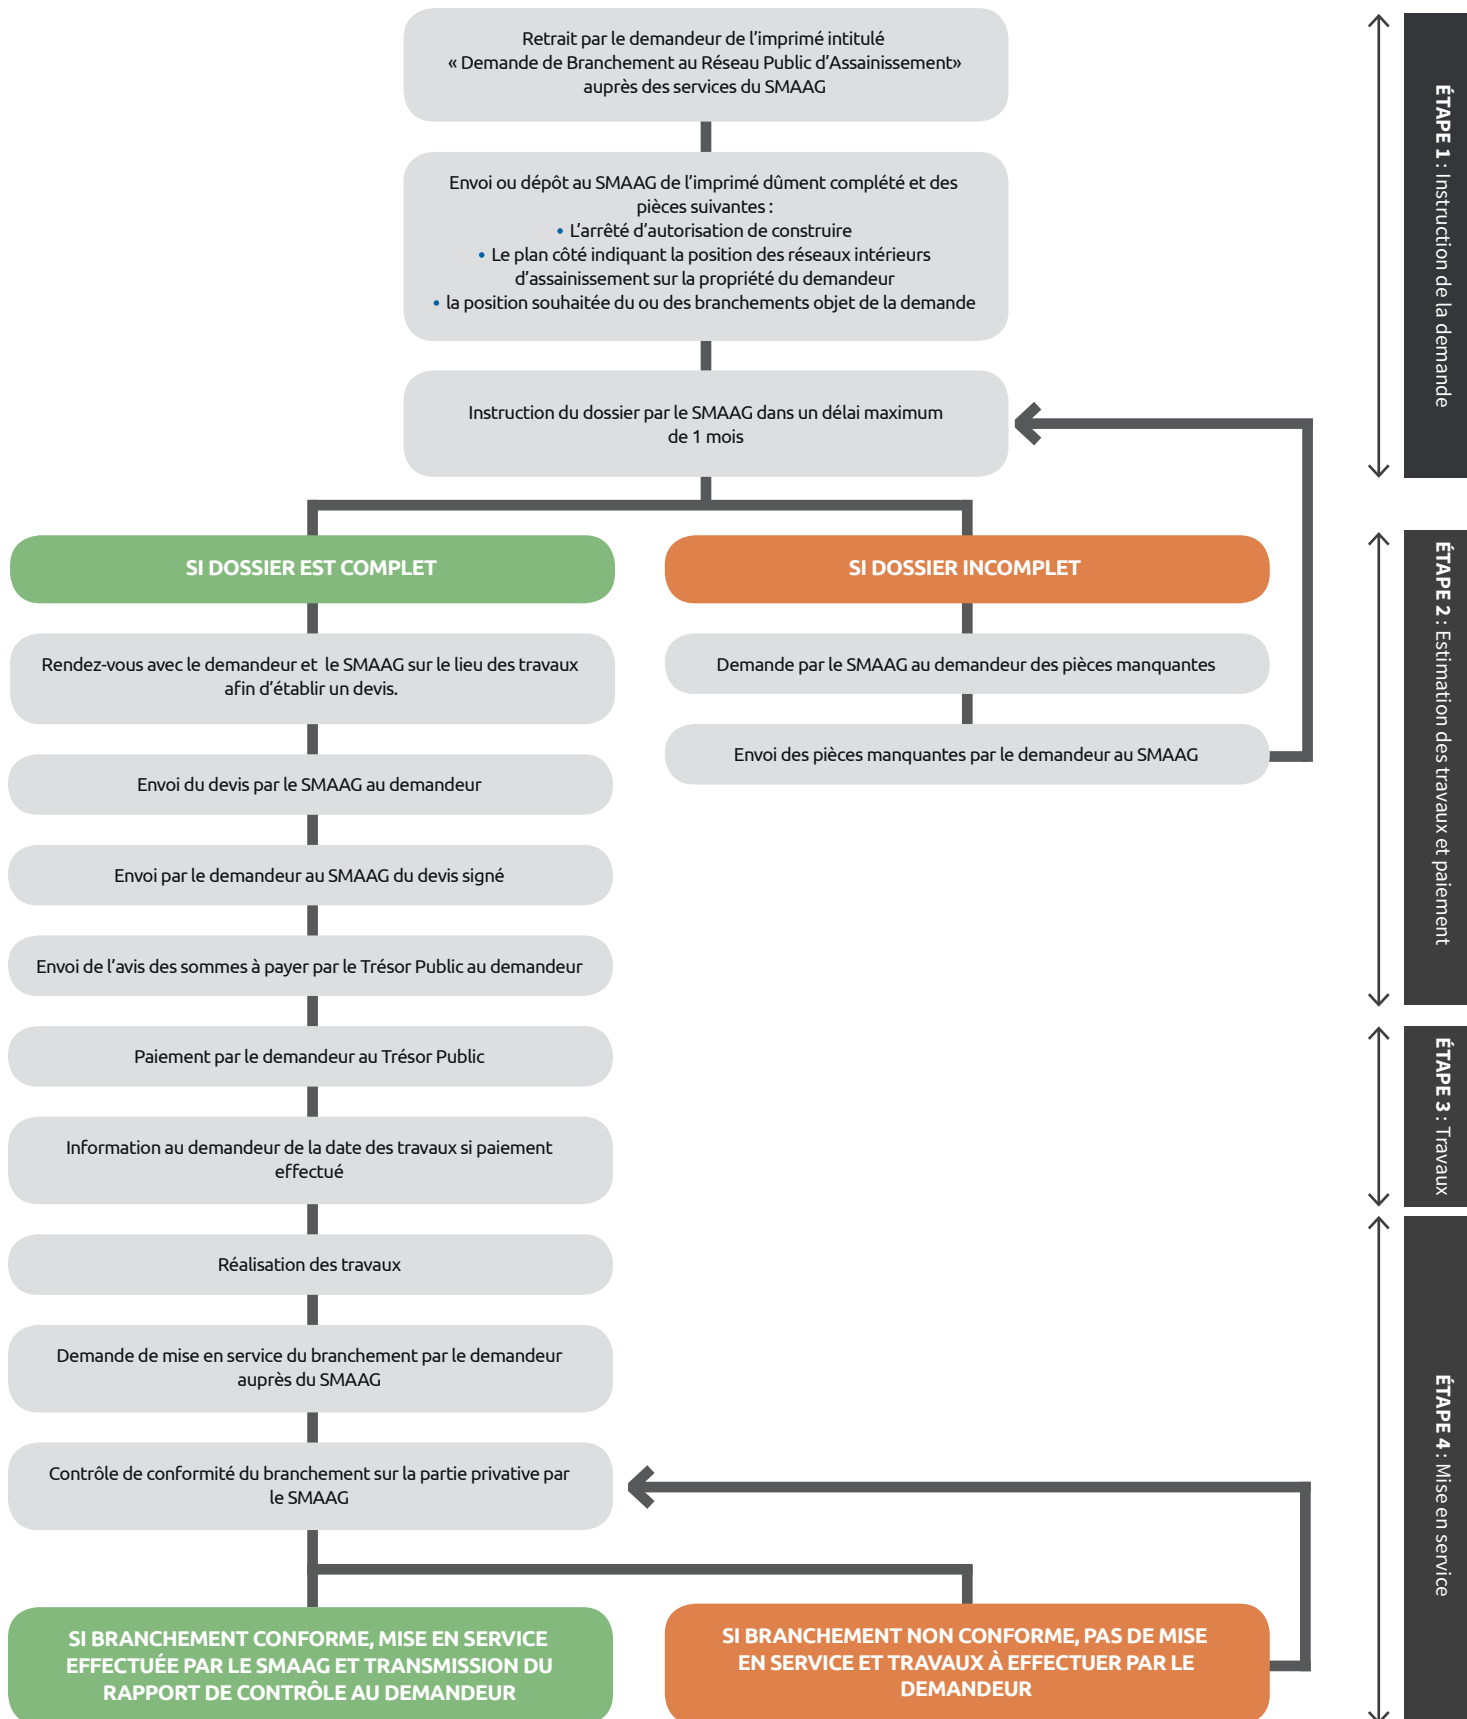 Retrait par le demandeur de l’imprimé intitulé
« Demande de Branchement au Réseau Public d’Assainissement»
auprès des services du SMAAG
Envoi ou dépôt au SMAAG de l’imprimé dûment complété et des
pièces suivantes :
• L’arrêté d’autorisation de construire
• Le plan côté indiquant la position des réseaux intérieurs
d’assainissement sur la propriété du demandeur
• la position souhaitée du ou des branchements objet de la demande
Instruction du dossier par le SMAAG dans un délai maximum
de 1 mois
ÉTAPE 1 : Instruction de la demande
SI DOSSIER EST COMPLET
Rendez-vous avec le demandeur et le SMAAG sur le lieu des travaux
afin d’établir un devis.
Envoi du devis par le SMAAG au demandeur
Envoi par le demandeur au SMAAG du devis signé
Envoi de l’avis des sommes à payer par le Trésor Public au demandeur
SI DOSSIER INCOMPLET
Demande par le SMAAG au demandeur des pièces manquantes
Envoi des pièces manquantes par le demandeur au SMAAG
ÉTAPE 2 : Estimation des travaux et paiement
Paiement par le demandeur au Trésor Public
Information au demandeur de la date des travaux si paiement
effectué
ÉTAPE 3 : Travaux
Réalisation des travaux
Demande de mise en service du branchement par le demandeur
auprès du SMAAG
Contrôle de conformité du branchement sur la partie privative par
le SMAAG
SI BRANCHEMENT CONFORME, MISE EN SERVICE
EFFECTUÉE PAR LE SMAAG ET TRANSMISSION DU
RAPPORT DE CONTRÔLE AU DEMANDEUR
SI BRANCHEMENT NON CONFORME, PAS DE MISE
EN SERVICE ET TRAVAUX À EFFECTUER PAR LE
DEMANDEUR
ÉTAPE 4 : Mise en service